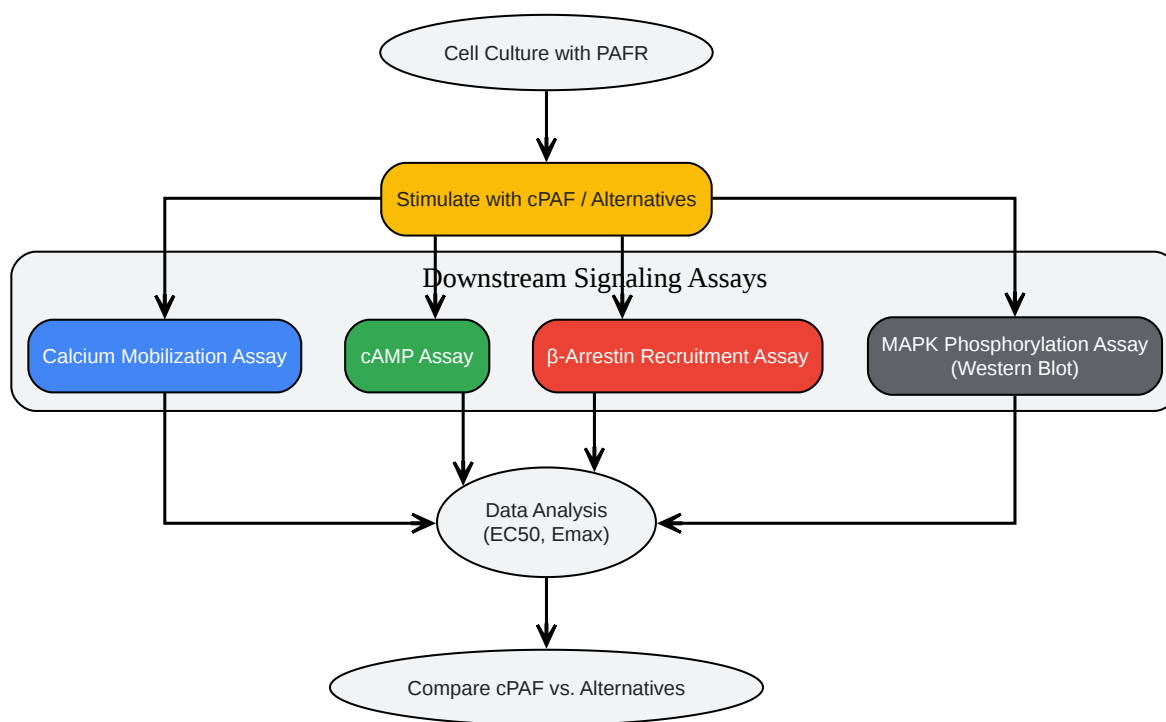 Cell Culture with PAFR
Stimulate with cPAF / Alternatives
Downstream Signaling Assays
Calcium Mobilization Assay
cAMP Assay
β-Arrestin Recruitment Assay
MAPK Phosphorylation Assay
(Western Blot)
Data Analysis
(EC50, Emax)
Compare cPAF vs. Alternatives